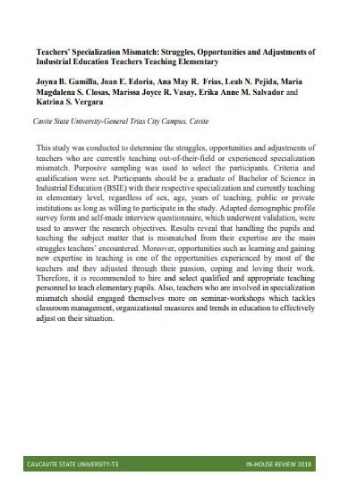 Teachers' Specialization Mismatch: Struggles, Opportunities and Adjustments of
Industrial Education Teachers Teaching Elementary
Joyna B. Gamilla, Joan E. Edoria, Ana May R. Frias, Leah N. Pejida, Maria
Magdalena S. Closas, Marissa Joyce R. Vasay, Erika Anne M. Salvador and
Katrina S. Vergara
Cavite State University-General Trias City Campus, Cavite
This study was conducted to determine the struggles, opportunities and adjustments of
teachers who are currently teaching out-of-their-field or experienced specialization
mismatch. Purposive sampling was used to select the participants. Criteria and
qualification were set. Participants should be a graduate of Bachelor of Science in
Industrial Education (BSIE) with their respective specialization and currently teaching
in elementary level, regardless of sex, age, years of teaching, public or private
institutions as long as willing to participate in the study. Adapted demographic profile
survey form and self-made interview questionnaire, which underwent validation, were
used to answer the research objectives. Results reveal that handling the pupils and
teaching the subject matter that is mismatched from their expertise are the main
struggles teachers' encountered. Moreover, opportunities such as learning and gaining
new expertise in teaching is one of the opportunities experienced by most of the
teachers and they adjusted through their passion, coping and loving their work.
Therefore, it is recommended to hire and select qualified and appropriate teaching
personnel to teach elementary pupils. Also, teachers who are involved in specialization
mismatch should engaged themselves more on seminar-workshops which tackles
classroom management, organizational measures and trends in education to effectively
adjust on their situation.
CAVCAVITE STATE UNIVERSITY-T3
IN-HOUSE REVIEW 2018